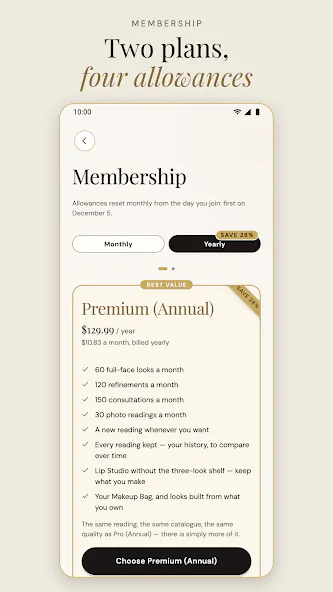 MEMBERSHIP
Two plans,
four allowances
10:00
Membership
Allowances reset monthly from the day you join: first on
December 5.
SAVE 28%
Monthly
Yearly
BEST VALUE
SAVE 28%
Premium (Annual)
$129.99 / year
$10.83 a month, billed yearly
60 full-face looks a month
120 refinements a month
150 consultations a month
30 photo readings a month
A new reading whenever you want
Every reading kept — your history, to compare
over time
Lip Studio without the three-look shelf — keep
what you make
Your Makeup Bag, and looks built from what
you own
The same reading, the same catalogue, the same
quality as Pro (Annual) — there is simply more of it.
Choose Premium (Annual)